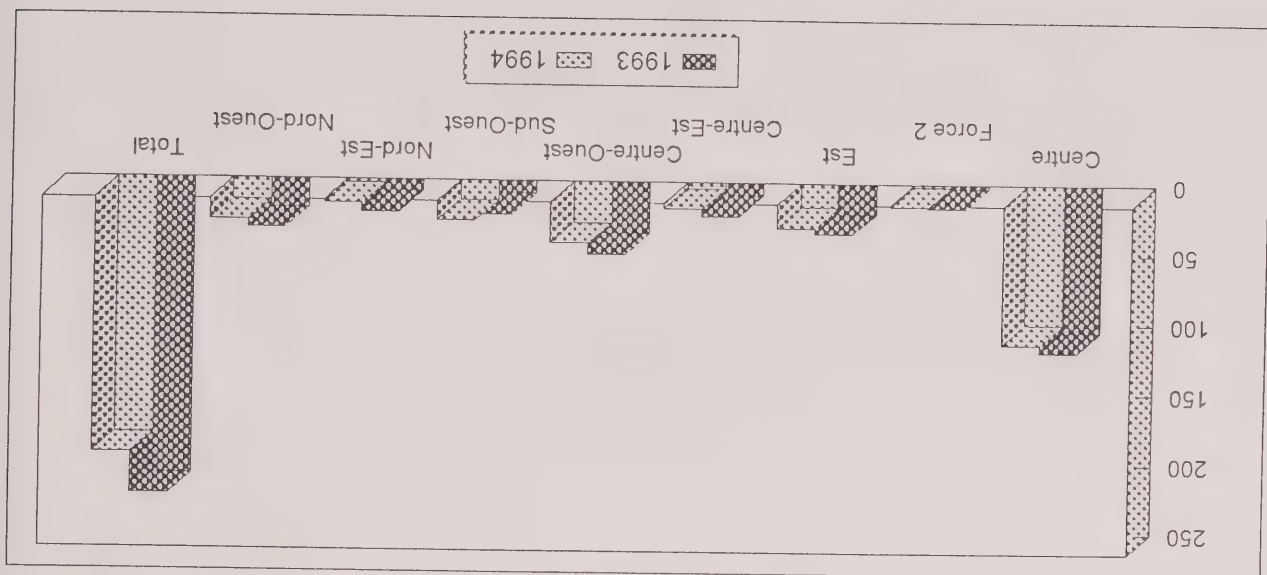 250
200
150
100
50
0
Centre
Force 2
Est
Centre-Est
Centre-Ouest
Sud-Ouest
Nord-Est
Nord-Ouest
Total
1993 1994